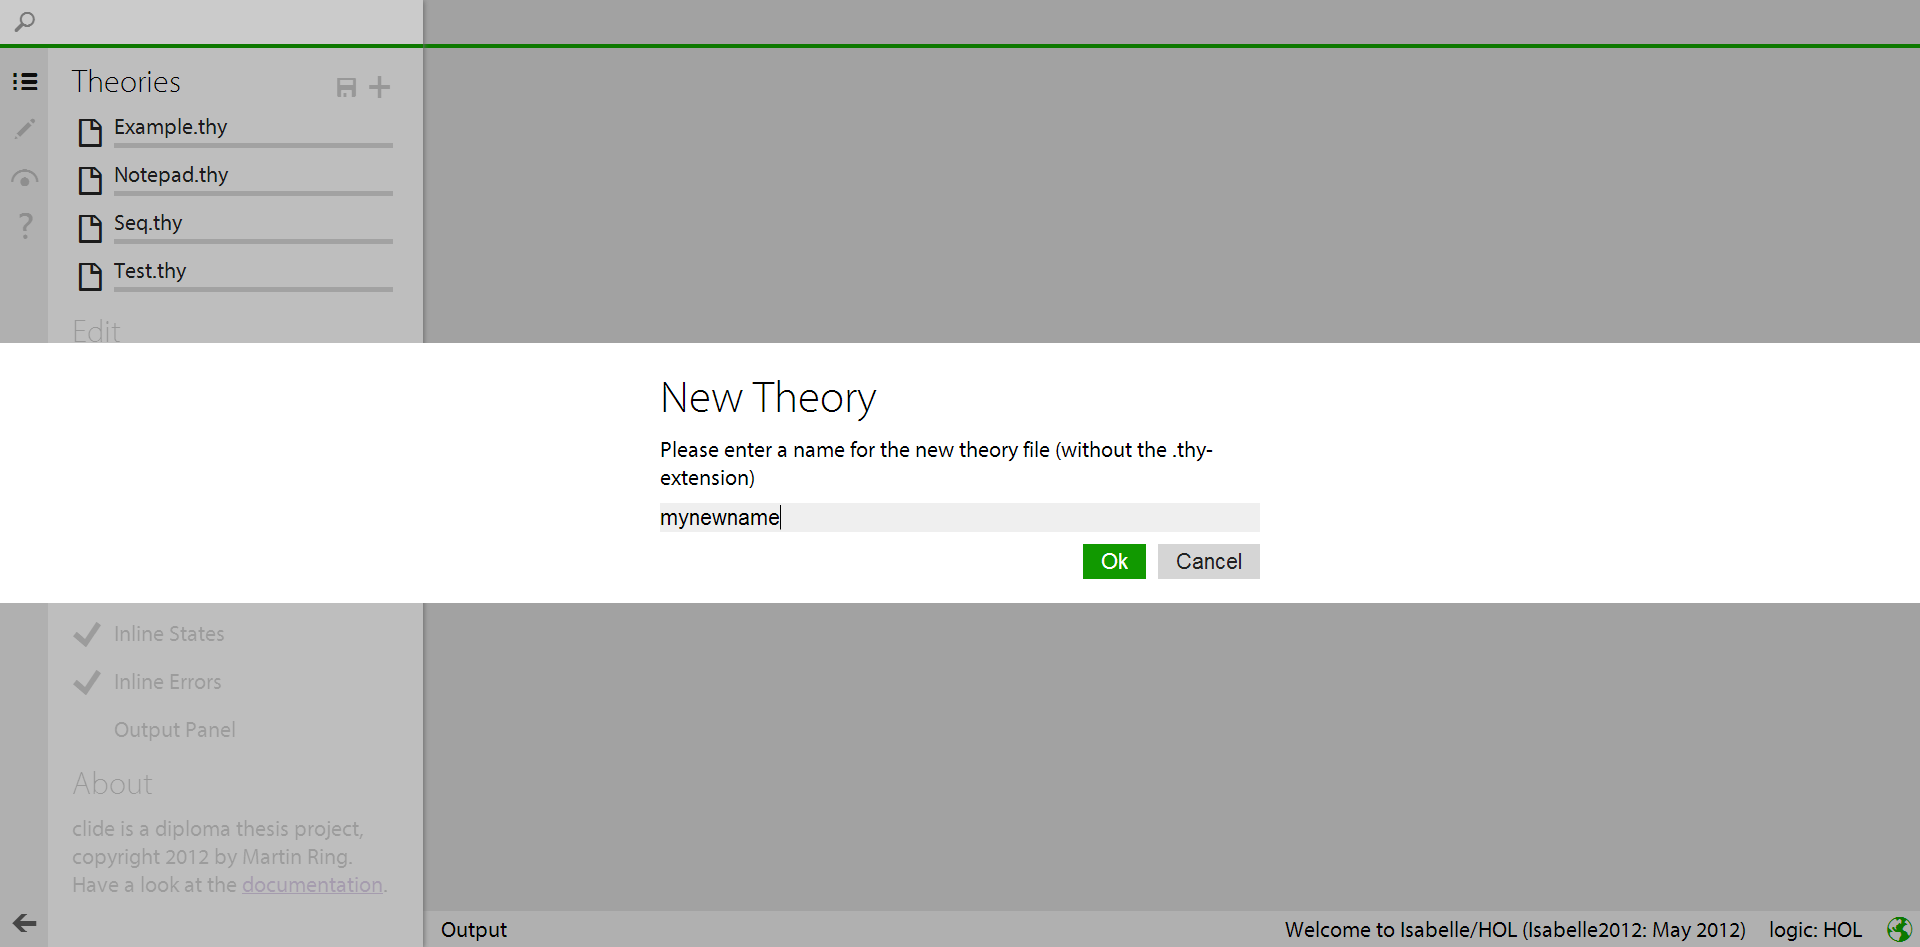 Theories
Example.thy
Notepad.thy
Seq.thy
Test.thy
Edit
New Theory
Please enter a name for the new theory file (without the .thy-
extension)
mynewname
Ok Cancel
Inline States
Inline Errors
Output Panel
About
clide is a diploma thesis project,
copyright 2012 by Martin Ring.
Have a look at the documentation.
Output Welcome to Isabelle/HOL (Isabelle2012: May 2012) logic: HOL